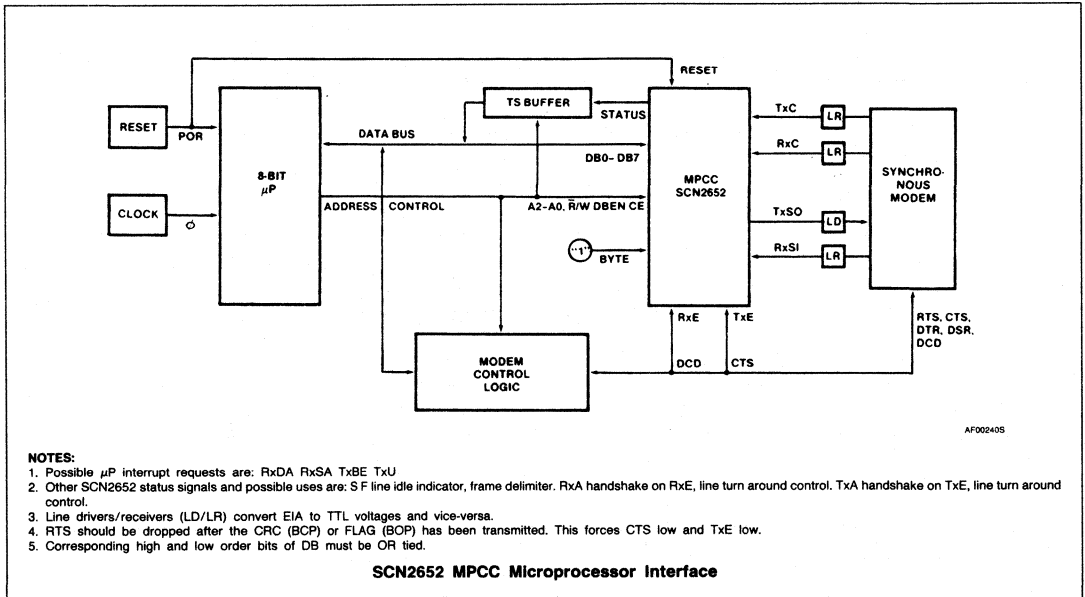 RESET
RESET
POR
CLOCK
ϕ
8-BIT
μP
TS BUFFER
STATUS
DATA BUS
DB0– DB7
ADDRESS CONTROL
A2–A0, R̅/W DBEN CE
"1"
BYTE
MPCC
SCN2652
RxE
TxE
DCD
CTS
MODEM
CONTROL
LOGIC
TxC
LR
RxC
LR
TxSO
LD
RxSI
LR
SYNCHRO-
NOUS
MODEM
RTS, CTS,
DTR, DSR,
DCD
AF00240S
NOTES:
1. Possible μP interrupt requests are: RxDA RxSA TxBE TxU
2. Other SCN2652 status signals and possible uses are: S F line idle indicator, frame delimiter. RxA handshake on RxE, line turn around control. TxA handshake on TxE, line turn around
control.
3. Line drivers/receivers (LD/LR) convert EIA to TTL voltages and vice-versa.
4. RTS should be dropped after the CRC (BCP) or FLAG (BOP) has been transmitted. This forces CTS low and TxE low.
5. Corresponding high and low order bits of DB must be OR tied.
SCN2652 MPCC Microprocessor Interface